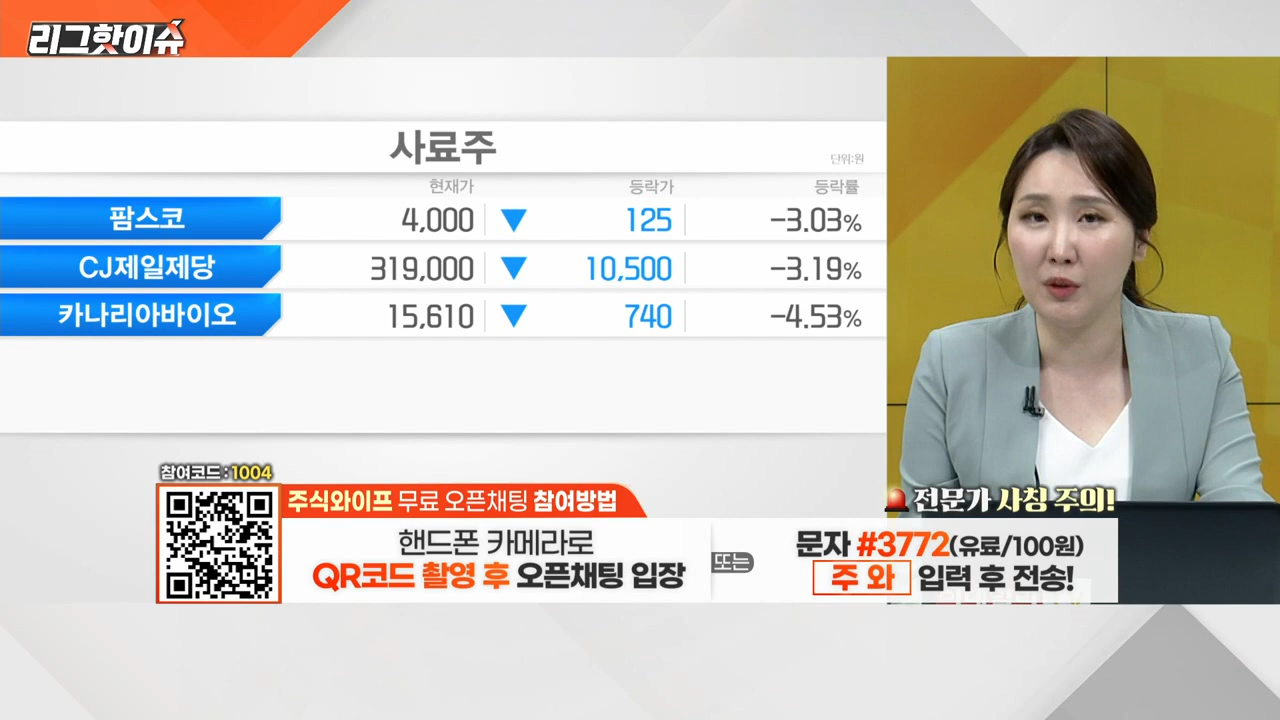 리그핫이슈
사료주
단위:원
현재가 등락가 등락률
팜스코 4,000 ▼ 125 -3.03%
CJ제일제당 319,000 ▼ 10,500 -3.19%
카나리아바이오 15,610 ▼ 740 -4.53%
참여코드:1004
주식와이프 무료 오픈채팅 참여방법
핸드폰 카메라로
QR코드 촬영 후 오픈채팅 입장
또는
전문가 사칭 주의!
문자 #3772(유료/100원)
주 와 입력 후 전송!